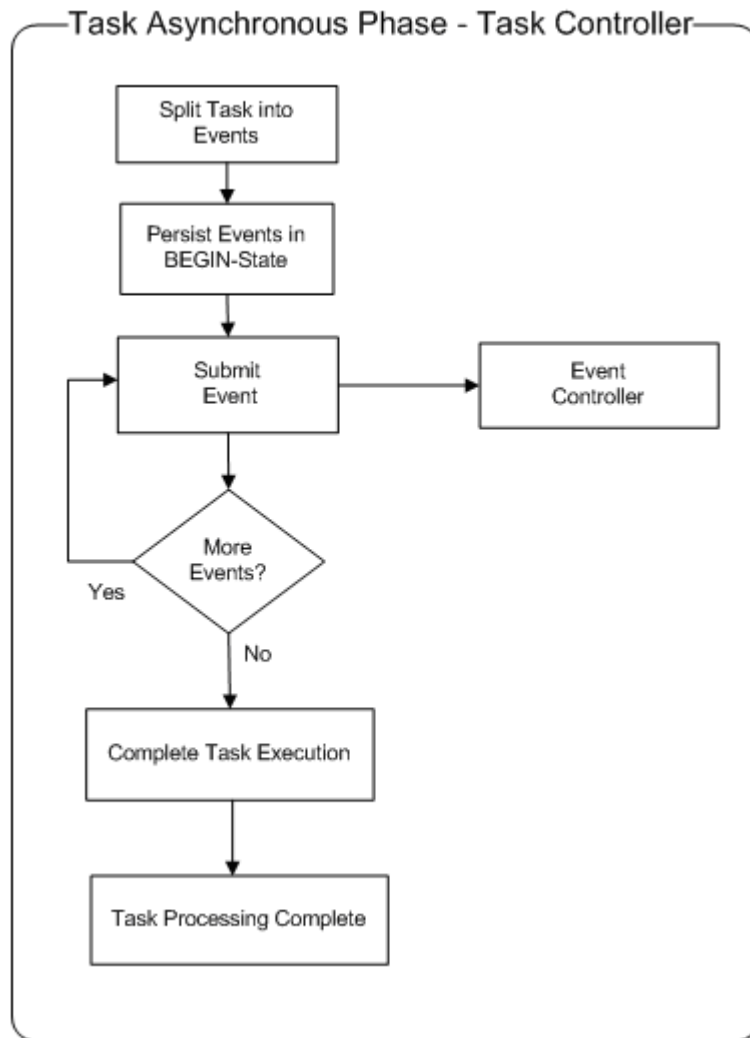 Task Asynchronous Phase - Task Controller
Split Task into
Events
Persist Events in
BEGIN-State
Submit
Event
Event
Controller
More
Events?
Yes
No
Complete Task Execution
Task Processing Complete